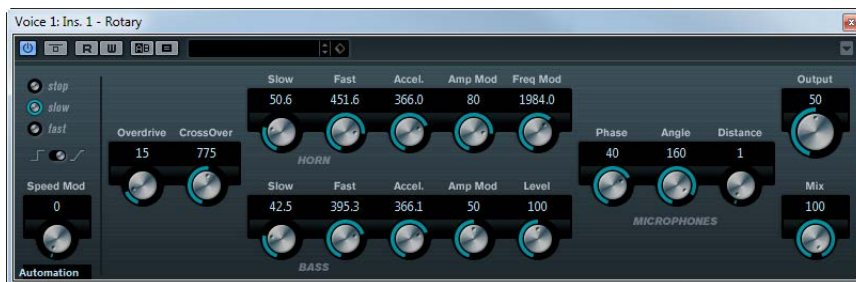 Voice 1: Ins. 1 - Rotary
R W AB
stop
slow
fast
Speed Mod
0
Automation
Overdrive CrossOver
15 775
Slow Fast Accel. Amp Mod Freq Mod
50.6 451.6 366.0 80 1984.0
HORN
Slow Fast Accel. Amp Mod Level
42.5 395.3 366.1 50 100
BASS
Phase Angle Distance
40 160 1
MICROPHONES
Output
50
Mix
100